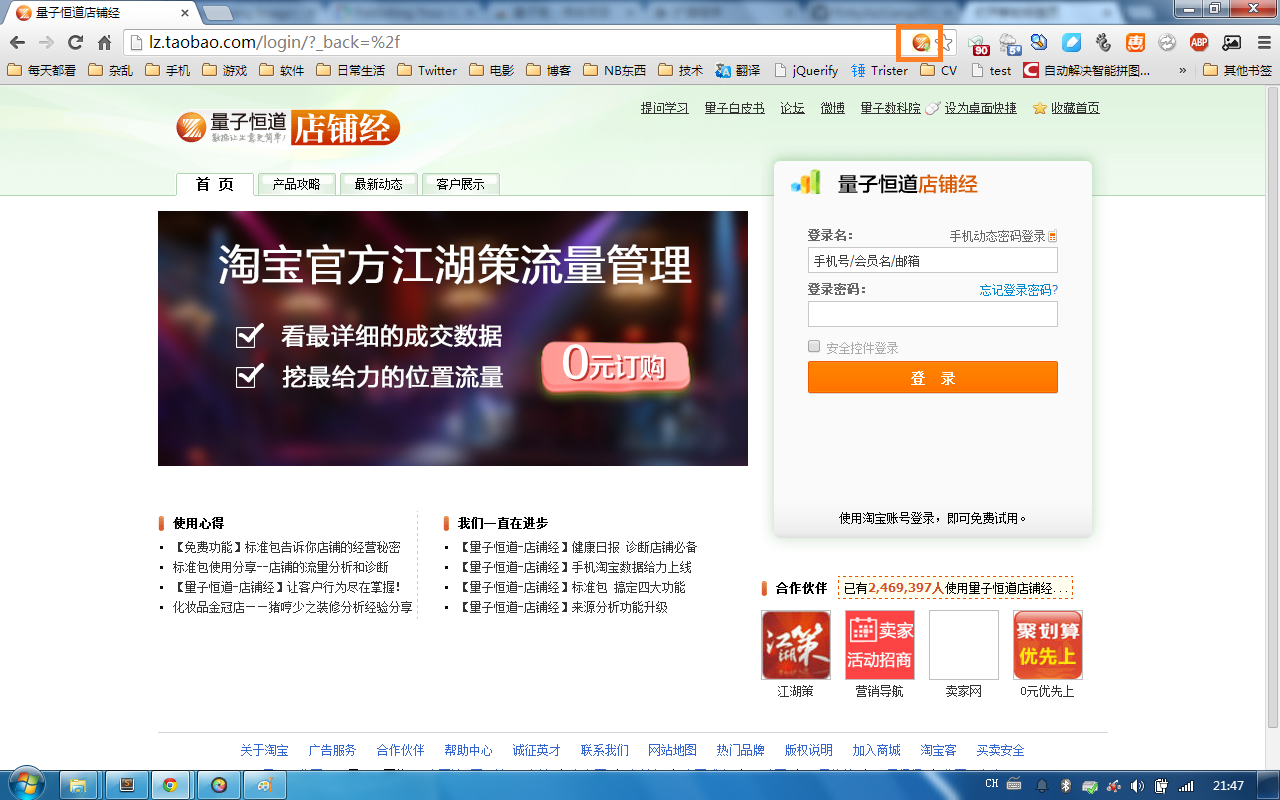 量子恒道店铺经
lz.taobao.com/login/?_back=%2f
90
5°
惠
ABP
每天都看 杂乱 手机 游戏 软件 日常生活 Twitter 电影 博客 NB东西 技术 翻译 jQuerify 锤 Trister CV test 自动解决智能拼图... » 其他书签
提问学习 量子白皮书 论坛 微博 量子数科院 设为桌面快捷 收藏首页
量子恒道 店铺经
数据让生意更简单!
首 页 产品攻略 最新动态 客户展示
淘宝官方江湖策流量管理
看最详细的成交数据
挖最给力的位置流量
0元订购
量子恒道店铺经
登录名： 手机动态密码登录
手机号/会员名/邮箱
登录密码： 忘记登录密码?
安全控件登录
登 录
使用淘宝账号登录，即可免费试用。
使用心得
【免费功能】标准包告诉你店铺的经营秘密
标准包使用分享--店铺的流量分析和诊断
【量子恒道-店铺经】让客户行为尽在掌握！
化妆品金冠店——猪哼少之装修分析经验分享
我们一直在进步
【量子恒道-店铺经】健康日报 诊断店铺必备
【量子恒道-店铺经】手机淘宝数据给力上线
【量子恒道-店铺经】标准包 搞定四大功能
【量子恒道-店铺经】来源分析功能升级
合作伙伴 已有2,469,397人使用量子恒道店铺经...
江湖策
卖家
活动招商
聚划算
优先上
江湖策 营销导航 卖家网 0元优先上
关于淘宝 广告服务 合作伙伴 帮助中心 诚征英才 联系我们 网站地图 热门品牌 版权说明 加入商城 淘宝客 买卖安全
CH 21:47